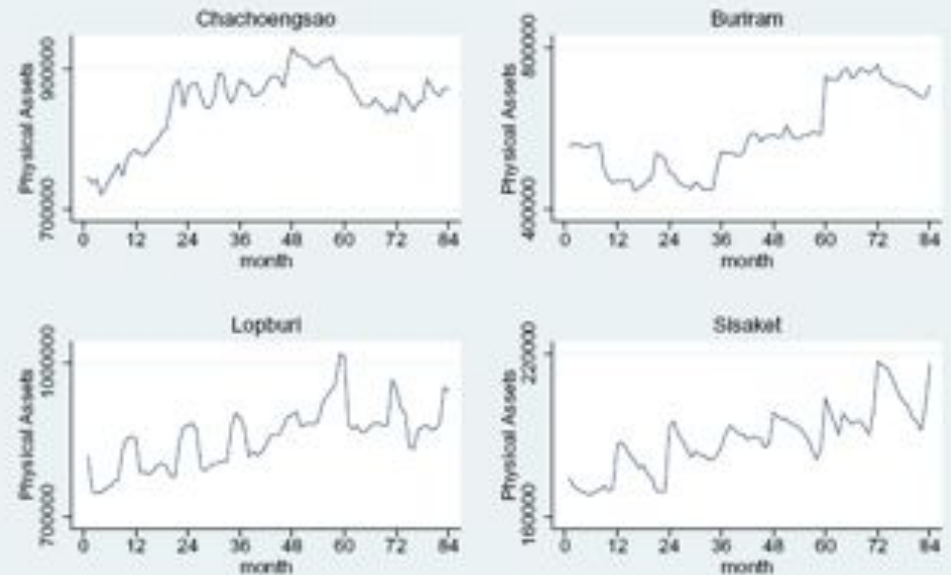 Chachoengsao
Physical Assets
900000
700000
0 12 24 36 48 60 72 84
month
Buriram
Physical Assets
800000
400000
0 12 24 36 48 60 72 84
month
Lopburi
Physical Assets
1000000
700000
0 12 24 36 48 60 72 84
month
Sisaket
Physical Assets
220000
1600000
0 12 24 36 48 60 72 84
month